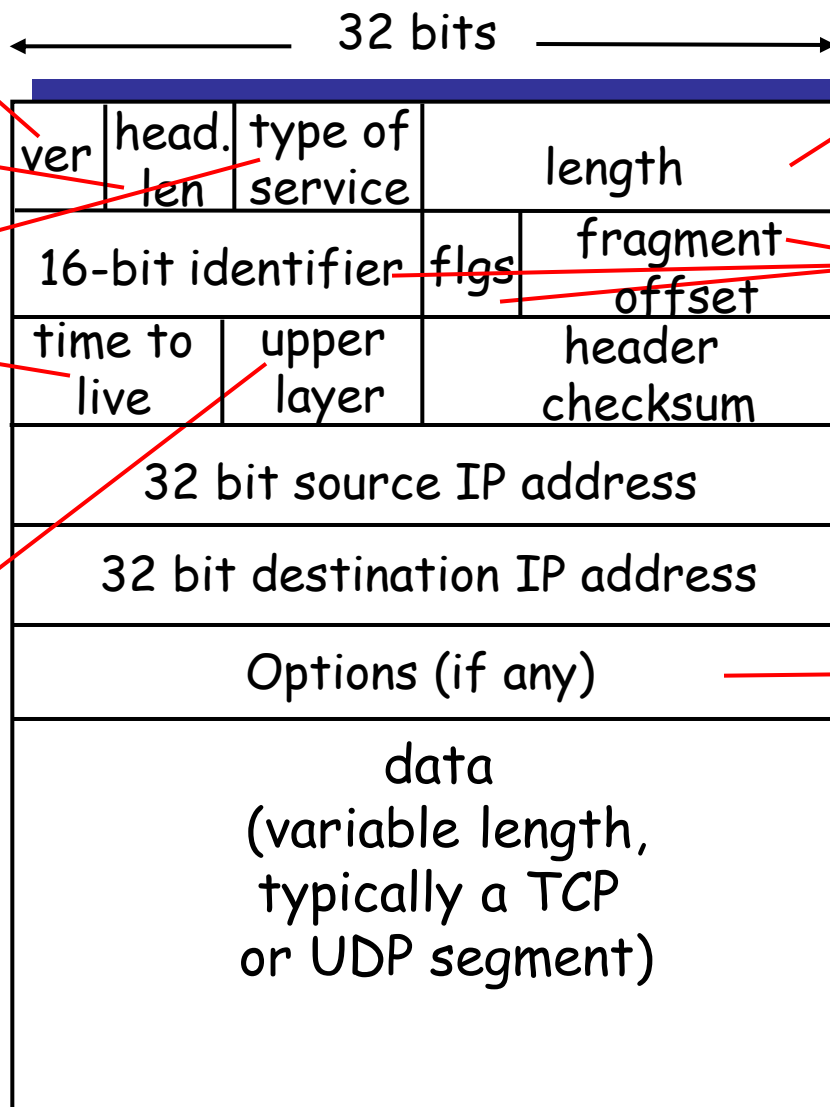 32 bits
ver
head.
len
type of
service
length
16-bit identifier
flgs
fragment
offset
time to
live
upper
layer
header
checksum
32 bit source IP address
32 bit destination IP address
Options (if any)
data
(variable length,
typically a TCP
or UDP segment)